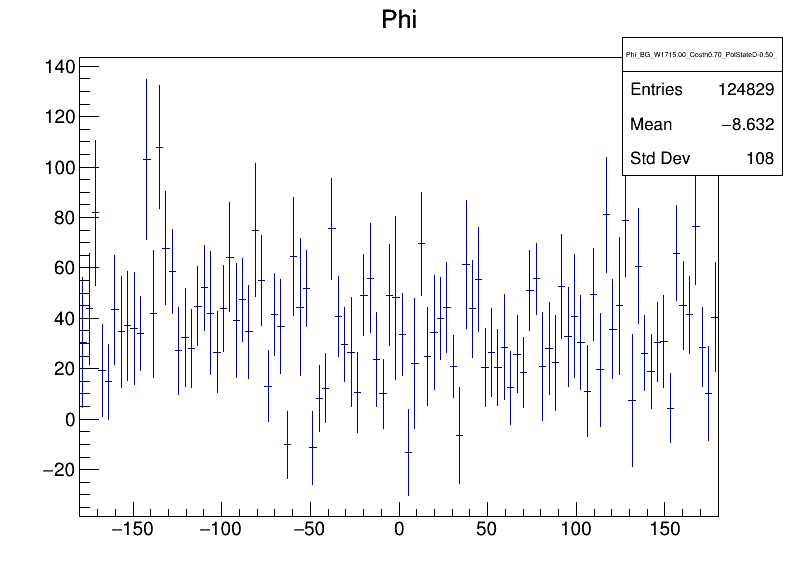 Phi
Phi_BG_W1715.00_Costh0.70_PolStateD-0.50_
Entries 124829
Mean −8.632
Std Dev 108
140
120
100
80
60
40
20
0
−20
−150 −100 −50 0 50 100 150